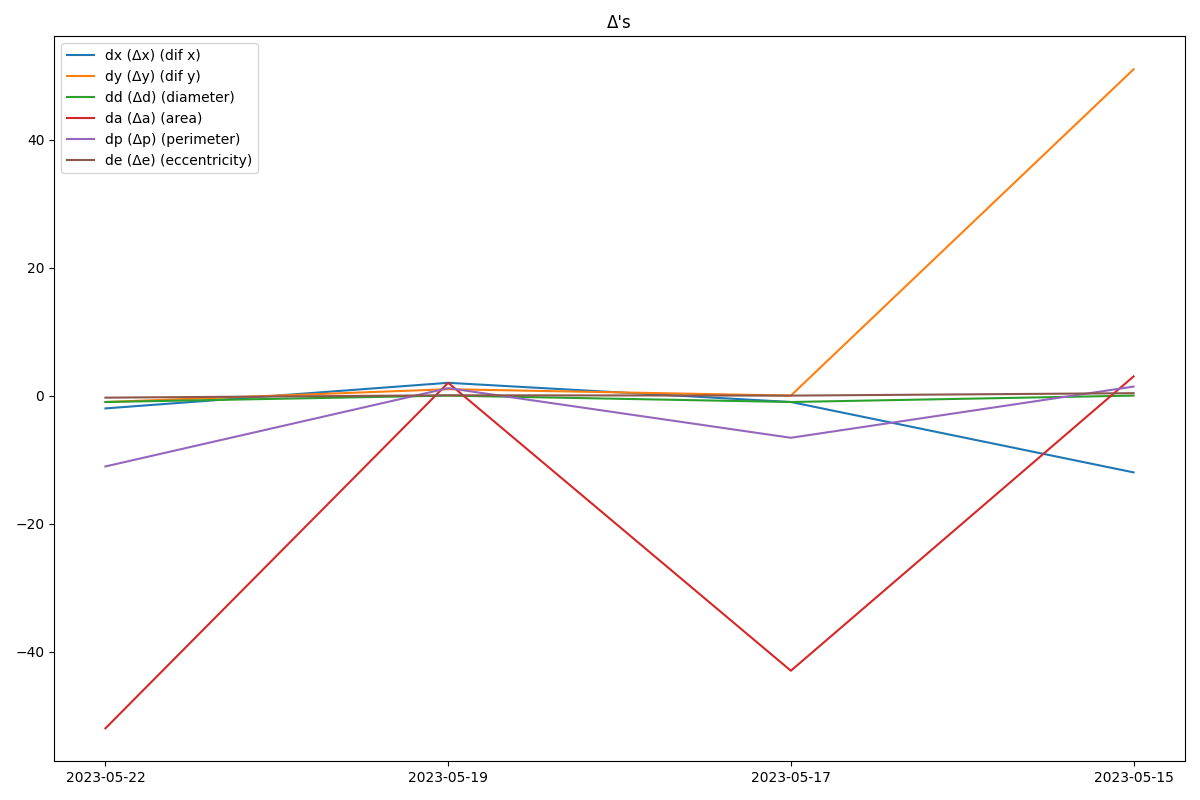 Δ's
dx (Δx) (dif x)
dy (Δy) (dif y)
dd (Δd) (diameter)
da (Δa) (area)
dp (Δp) (perimeter)
de (Δe) (eccentricity)
40
20
0
−20
−40
2023-05-22 2023-05-19 2023-05-17 2023-05-15